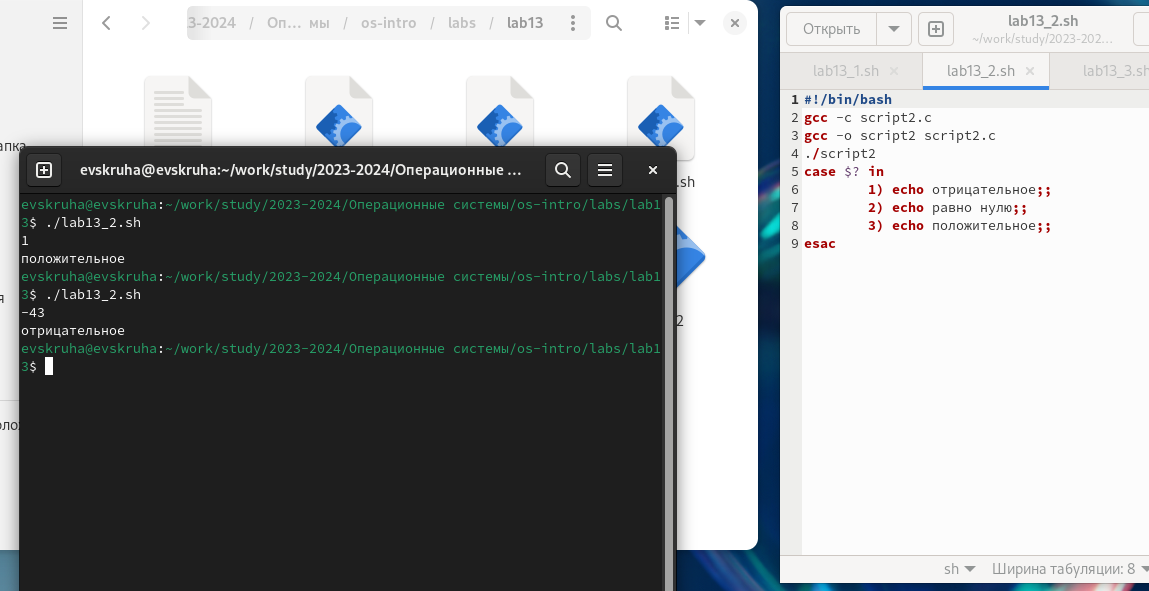 3-2024 / Оп… мы / os-intro / labs / lab13
апка
.sh
я
2
оло
evskruha@evskruha:~/work/study/2023-2024/Операционные …
evskruha@evskruha:~/work/study/2023-2024/Операционные системы/os-intro/labs/lab1
3$ ./lab13_2.sh
1
положительное
evskruha@evskruha:~/work/study/2023-2024/Операционные системы/os-intro/labs/lab1
3$ ./lab13_2.sh
-43
отрицательное
evskruha@evskruha:~/work/study/2023-2024/Операционные системы/os-intro/labs/lab1
3$
Открыть
lab13_2.sh
~/work/study/2023-202…
lab13_1.sh × lab13_2.sh × lab13_3.sh
1 #!/bin/bash
2 gcc -c script2.c
3 gcc -o script2 script2.c
4 ./script2
5 case $? in
6 1) echo отрицательное;;
7 2) echo равно нулю;;
8 3) echo положительное;;
9 esac
sh Ширина табуляции: 8